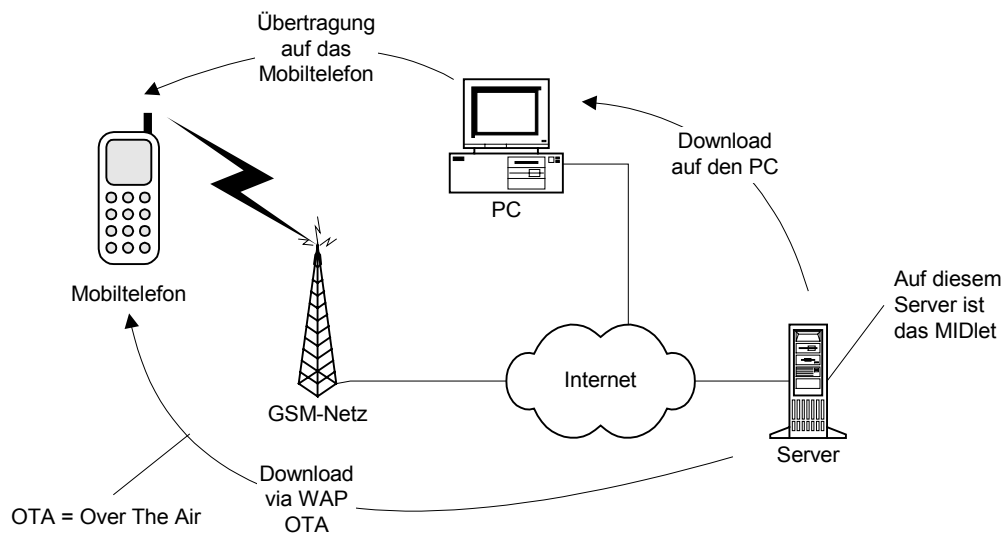 Übertragung
auf das
Mobiltelefon
Download
auf den PC
PC
Mobiltelefon
Auf diesem
Server ist
das MIDlet
Internet
GSM-Netz
Server
Download
via WAP
OTA
OTA = Over The Air